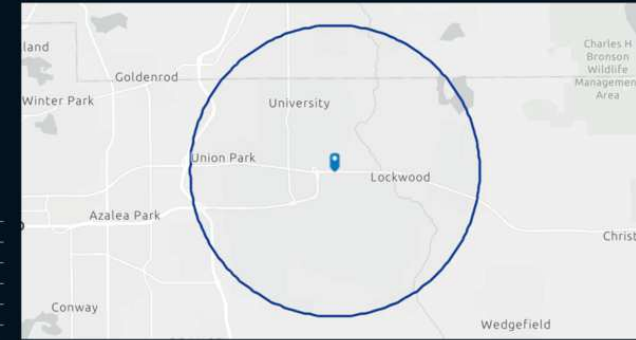 Charles H
Bronson
Wildlife
Management
Area
Goldenrod
Winter Park
University
Union Park
Lockwood
Azalea Park
Christ
Conway
Wedgefield
land